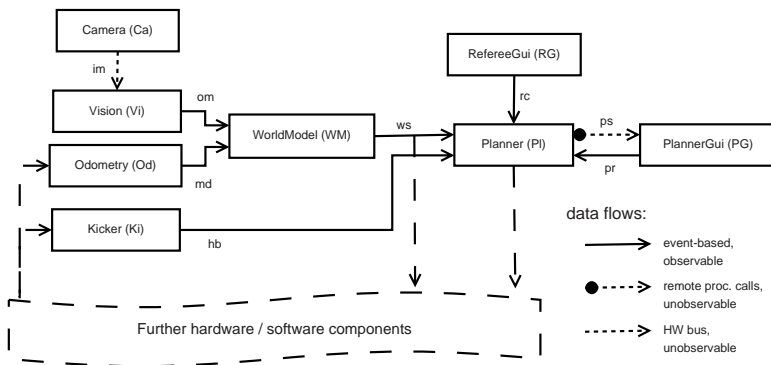 Camera (Ca)
RefereeGui (RG)
im
om
rc
Vision (Vi)
ws
ps
WorldModel (WM)
Planner (Pl)
PlannerGui (PG)
Odometry (Od)
pr
md
Kicker (Ki)
hb
data flows:
event-based,
observable
remote proc. calls,
unobservable
HW bus,
unobservable
Further hardware / software components